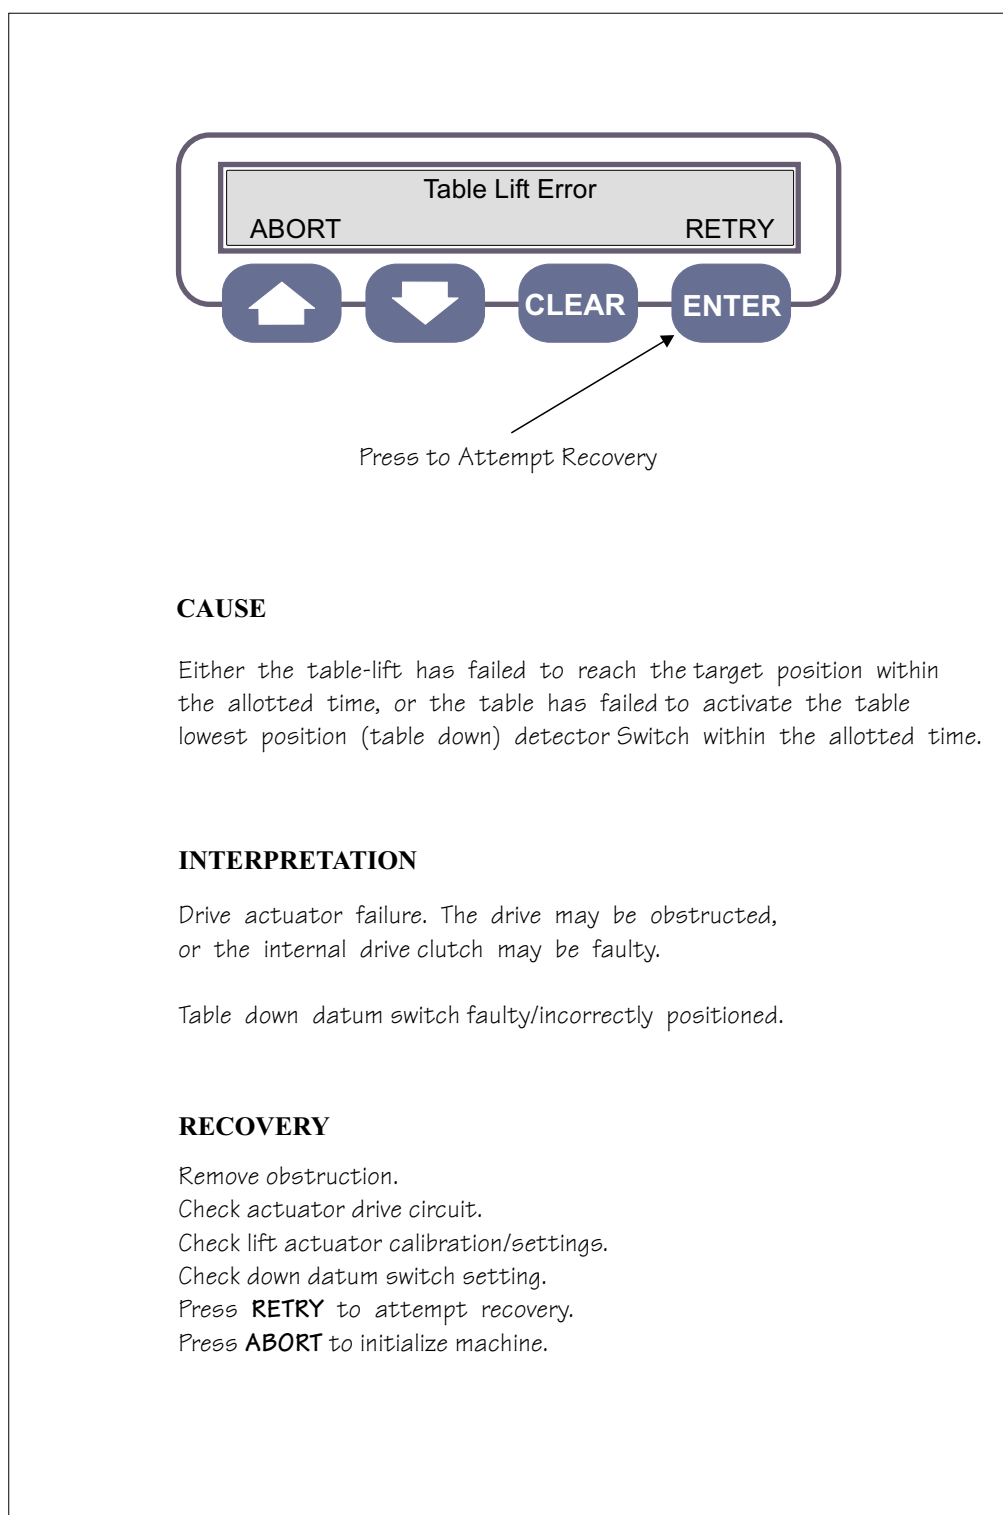 Table Lift Error
ABORT RETRY
CLEAR ENTER
Press to Attempt Recovery
CAUSE
Either the table-lift has failed to reach the target position within
the allotted time, or the table has failed to activate the table
lowest position (table down) detector Switch within the allotted time.
INTERPRETATION
Drive actuator failure. The drive may be obstructed,
or the internal drive clutch may be faulty.
Table down datum switch faulty/incorrectly positioned.
RECOVERY
Remove obstruction.
Check actuator drive circuit.
Check lift actuator calibration/settings.
Check down datum switch setting.
Press RETRY to attempt recovery.
Press ABORT to initialize machine.